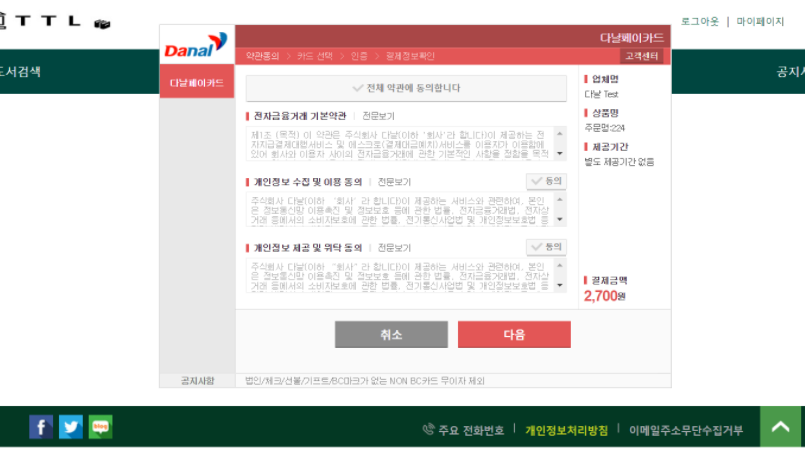 TTL
로그아웃 | 마이페이지
도서검색
공지사
Danal
다날페이카드
약관동의 > 카드 선택 > 인증 > 결제정보확인
고객센터
다날페이카드
전체 약관에 동의합니다
전자금융거래 기본약관 | 전문보기
제1조 (목적) 이 약관은 주식회사 다날(이하 '회사'라 합니다)이 제공하는 전
자지급결제대행서비스 및 에스크로(결제대금예치)서비스를 이용자가 이용함에
있어 회사와 이용자 사이의 전자금융거래에 관한 기본적인 사항을 정함을 목적
개인정보 수집 및 이용 동의 | 전문보기
동의
주식회사 다날(이하 "회사" 라 합니다)이 제공하는 서비스와 관련하여, 본인
은 정보통신망 이용촉진 및 정보보호 등에 관한 법률, 전자금융거래법, 전자상
거래 등에서의 소비자보호에 관한 법률, 전기통신사업법 및 개인정보보호법 등
개인정보 제공 및 위탁 동의 | 전문보기
동의
주식회사 다날(이하 "회사" 라 합니다)이 제공하는 서비스와 관련하여, 본인
은 정보통신망 이용촉진 및 정보보호 등에 관한 법률, 전자금융거래법, 전자상
거래 등에서의 소비자보호에 관한 법률, 전기통신사업법 및 개인정보보호법 등
취소
다음
업체명
다날 Test
상품명
주문명:224
제공기간
별도 제공기간 없음
결제금액
2,700원
공지사항
법인/체크/선불/기프트/BC마크가 없는 NON BC카드 무이자 제외
blog
주요 전화번호 | 개인정보처리방침 | 이메일주소무단수집거부